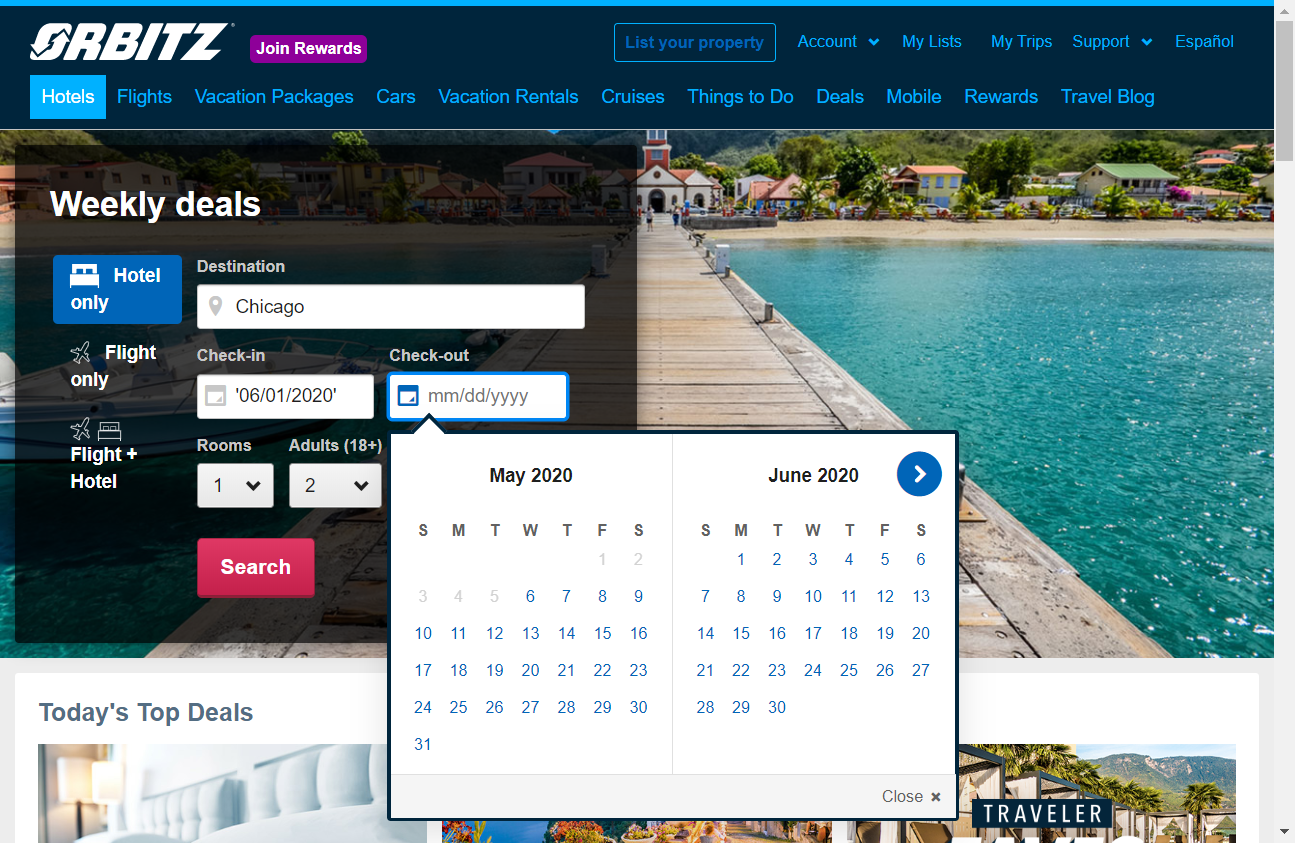 ORBITZ
Join Rewards
List your property
Account
My Lists
My Trips
Support
Español
Hotels
Flights
Vacation Packages
Cars
Vacation Rentals
Cruises
Things to Do
Deals
Mobile
Rewards
Travel Blog
Weekly deals
Hotel
only
Flight
only
Flight +
Hotel
Destination
Chicago
Check-in
Check-out
'06/01/2020'
mm/dd/yyyy
Rooms
Adults (18+)
1
2
Search
May 2020
S M T W T F S
1 2
3 4 5 6 7 8 9
10 11 12 13 14 15 16
17 18 19 20 21 22 23
24 25 26 27 28 29 30
31
June 2020
S M T W T F S
1 2 3 4 5 6
7 8 9 10 11 12 13
14 15 16 17 18 19 20
21 22 23 24 25 26 27
28 29 30
Close
Today's Top Deals
TRAVELER